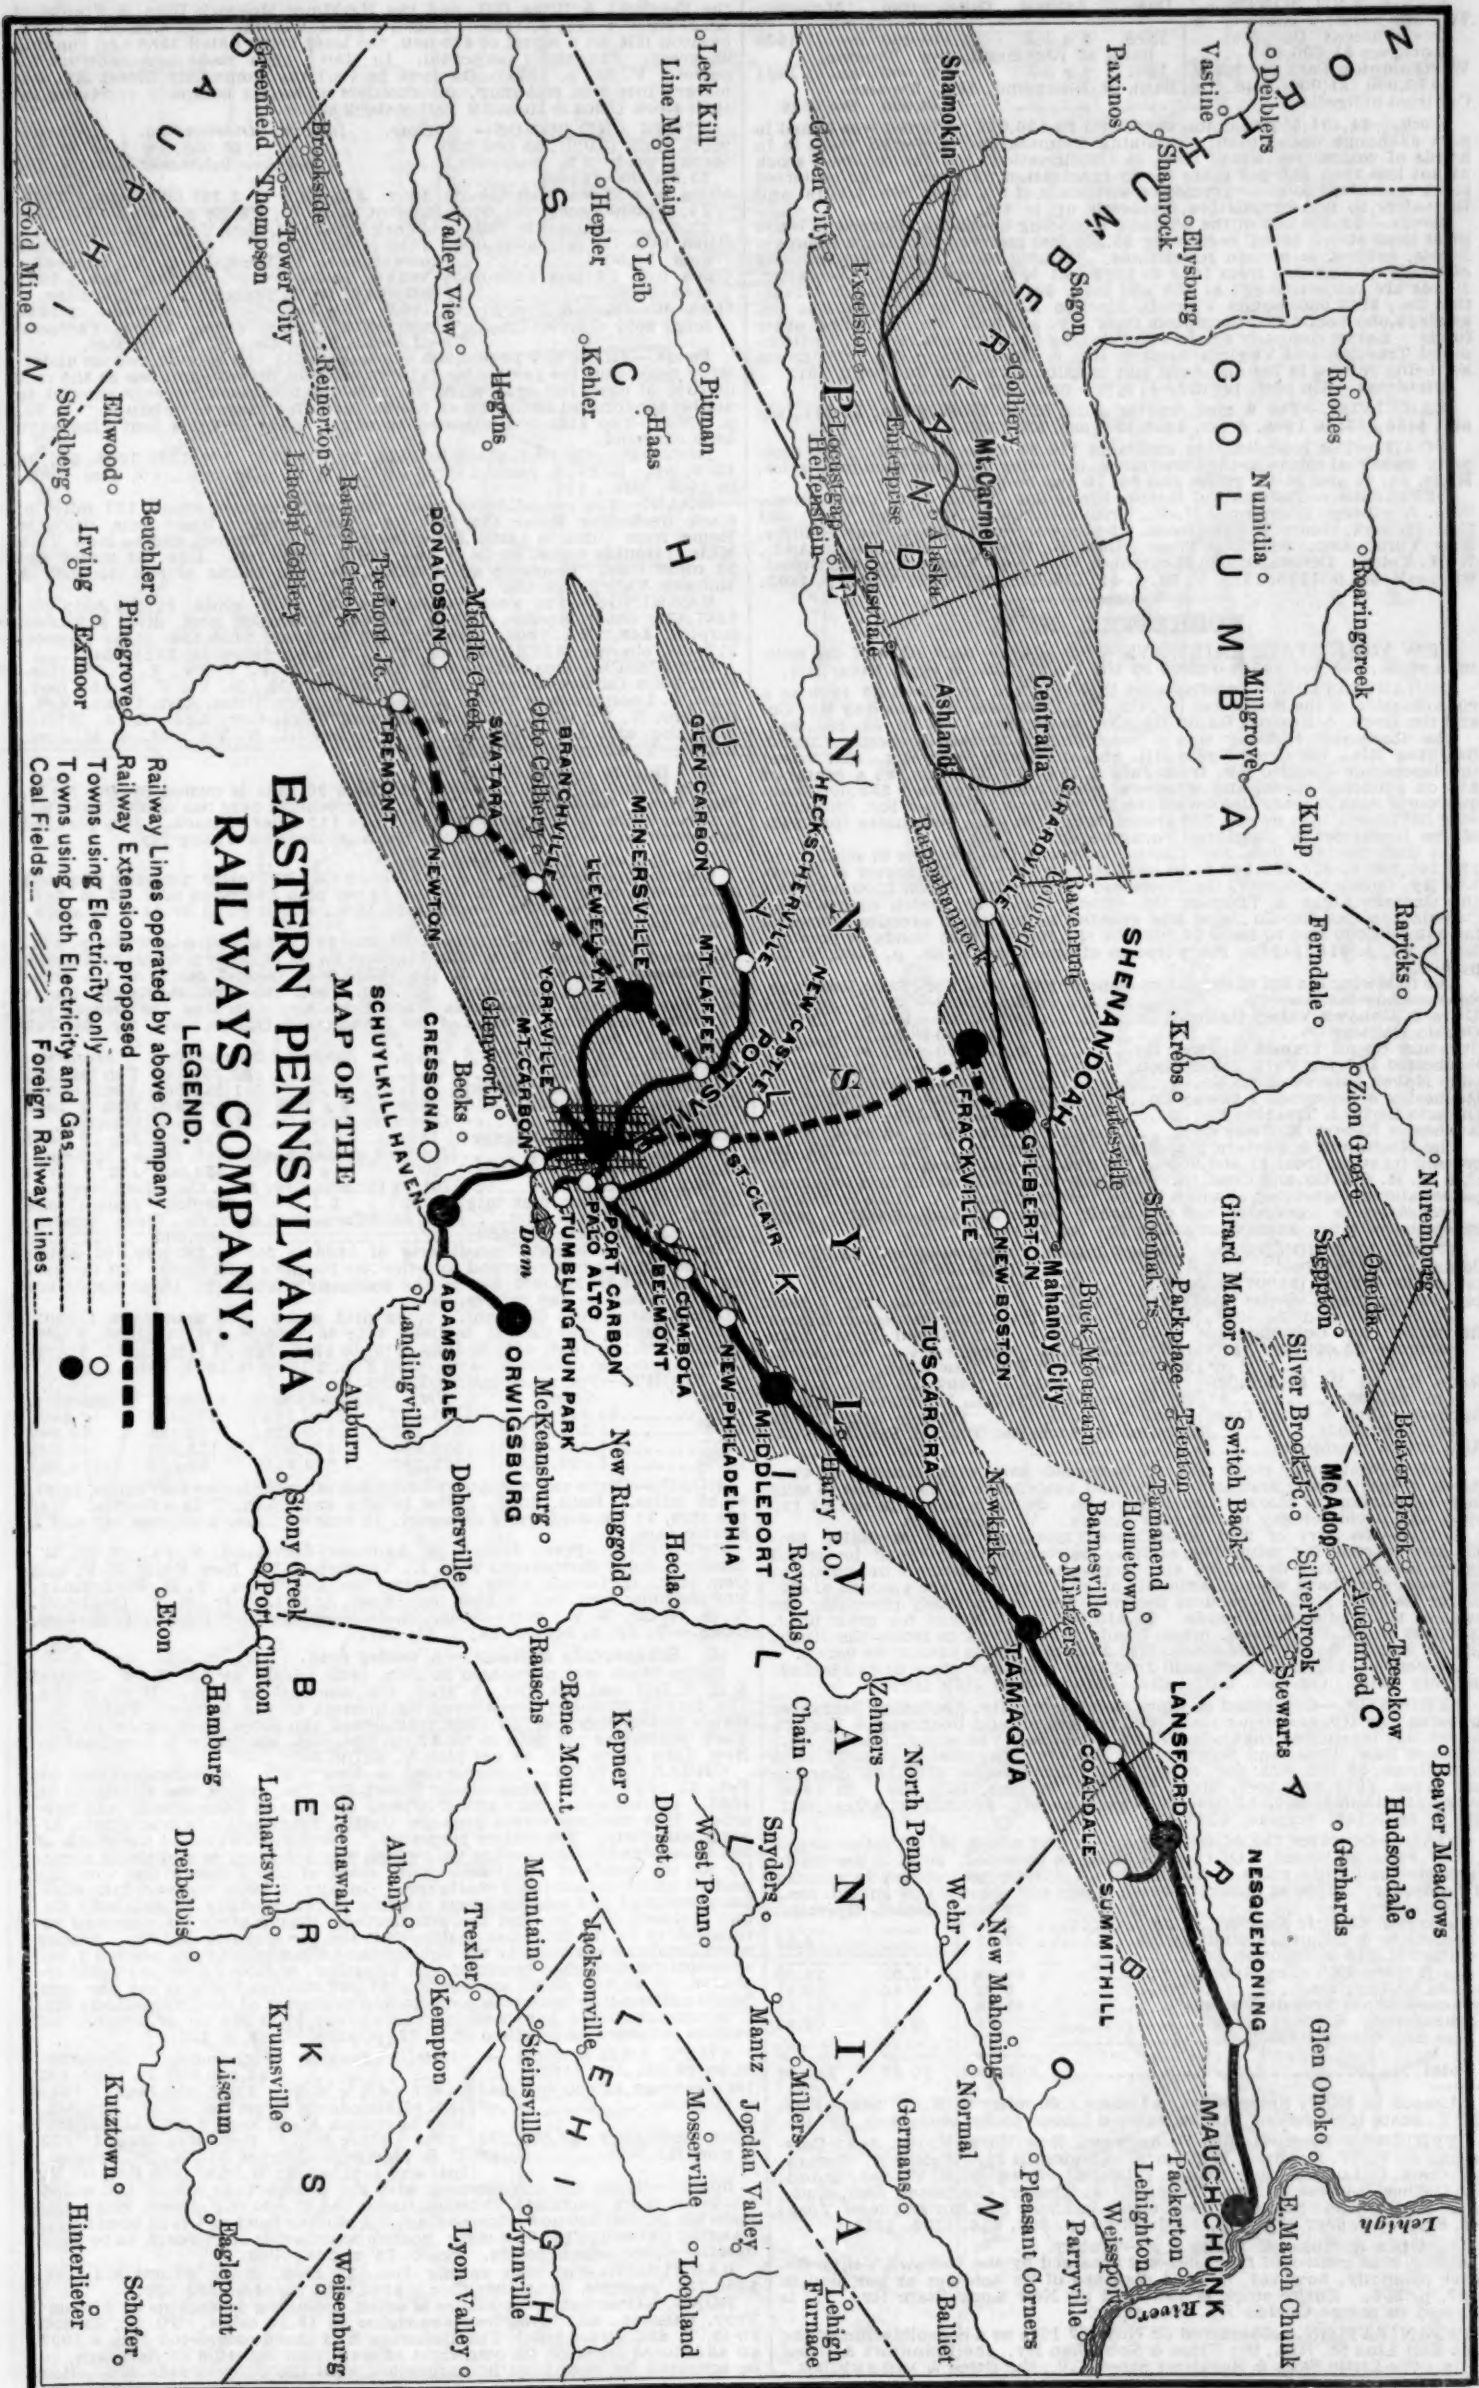 MAP OF THE
EASTERN PENNSYLVANIA
RAILWAYS COMPANY.
LEGEND.
Railway Lines operated by above Company
Railway Extensions proposed
Towns using Electricity only
Towns using both Electricity and Gas
Coal Fields
Foreign Railway Lines
PENNSYLVANIA
NORTHUMBERLAND
COLUMBIA
DAUPHIN
SCHUYLKILL
CARBON
BERKS
LEHIGH
Deiblers
Vastine
Paxinos
Shamrock
Elysburg
Sagon
Shamokin
Colliery
Excelsior
Enterprise
Mt. Carmel
Alaska
Locustgap
Helfenstein
Gowen City
Locustdale
Ashland
Centralia
Rhodes
Numidia
Roaringcreek
Millgrove
Kulp
Raricks
Ferndale
Krebs
Zion Grove
Nuremburg
Oneida
Sheppton
Girard Manor
Silver Brook Jc.
Beaver Brook
McAdoo
Switch Back
Silverbrook
Audenried
Tresckow
Stewarts
Beaver Meadows
Hudsondale
Gerhards
Glen Onoko
E. Mauch Chunk
Lehigh
River
GIRARDVILLE
Colorado
Ravenrun
Rappahannock
SHENANDOAH
Yatesville
Shoemakers
Parkplace
Trenton
Buck Mountain
Mahanoy City
GILBERTON
FRACKVILLE
NEW BOSTON
Tamanend
Hometown
Barnesville
Mintzers
Newkirk
TUSCARORA
TAMAQUA
LANSFORD
COALDALE
SUMMITHILL
NESQUEHONING
MAUCH CHUNK
Packerton
Lehighton
Weissport
Parryville
Pleasant Corners
Leck Kill
Line Mountain
Hepler
Leib
Kehler
Pitman
Haas
Valley View
Hegins
Greenfield
Brookside
Thompson
Tower City
Reinerton
Lincoln Colliery
Rausch Creek
Tremont Jc.
Gold Mine
Suedberg
Ellwood
Irving
Beuchler
Exmoor
Pinegrove
DONALDSON
Middle Creek
TREMONT
SWATARA
NEWTON
Otto Colliery
BRANCHVILLE
LLEWELLYN
MINERSVILLE
GLEN CARBON
HECKSCHERVILLE
MT. LAFFEE
NEW CASTLE
POTTSVILLE
ST. CLAIR
YORKVILLE
MT. CARBON
Glenworth
Becks
CRESSONA
SCHUYLKILL HAVEN
ADAMSDALE
ORWIGSBURG
Landingville
Auburn
Dam
TUMBLING RUN PARK
PALO ALTO
PORT CARBON
BELMONT
CUMBOLA
NEW PHILADELPHIA
MIDDLEPORT
Harry P.O.
Reynolds
McKeansburg
New Ringgold
Hecla
Dehersville
Rauschs
Rene Mount
Kepner
Stony Creek
Port Clinton
Eton
Hamburg
Zehners
Chain
North Penn
Wehr
New Mahoning
Normal
Snyders
West Penn
Dorset
Mantz
Millers
Germans
Balliet
Lehigh
Furnace
Jordan Valley
Mosserville
Lochland
Lenhartsville
Greenawalt
Albany
Dreibelbis
Trexler
Mountain
Jacksonville
Steinsville
Kempton
Krumsville
Liscum
Kutztown
Eaglepoint
Hinterlieter
Schofer
Weisenburg
Lyon Valley
Lynnville